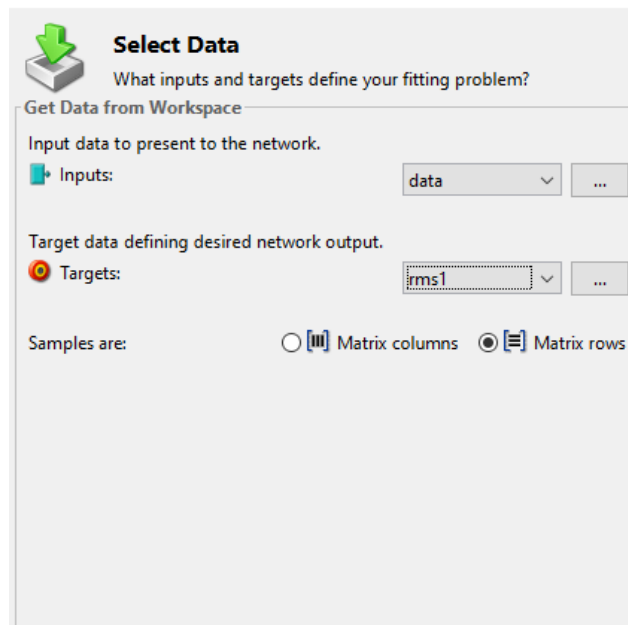 Select Data
What inputs and targets define your fitting problem?
Get Data from Workspace
Input data to present to the network.
Inputs: data ...
Target data defining desired network output.
Targets: rms1 ...
Samples are: Matrix columns Matrix rows